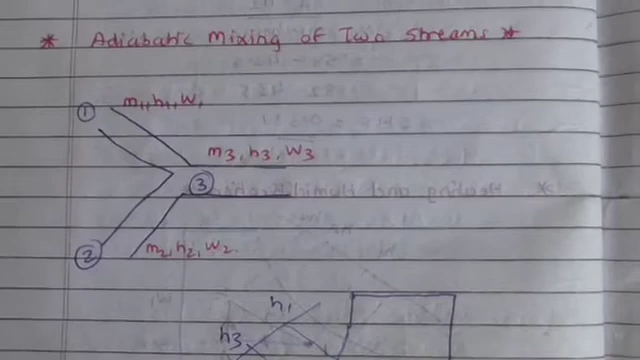 * Adiabatic Mixing of Two Streams *
① m₁, h₁, W₁
m₃, h₃, W₃
③
② m₂, h₂, W₂.
h₁
h₃